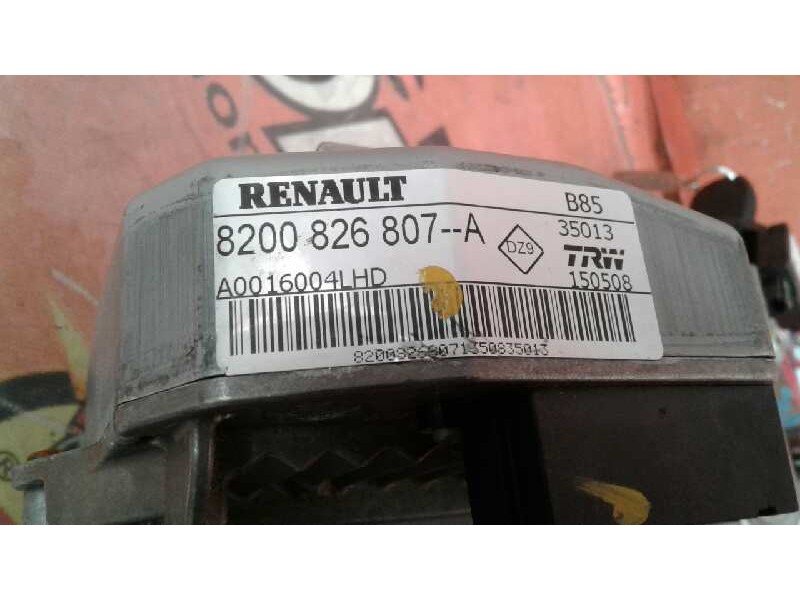 RENAULT
B85
8200 826 807--A
DZ9
35013
TRW
A0016004LHD
150508